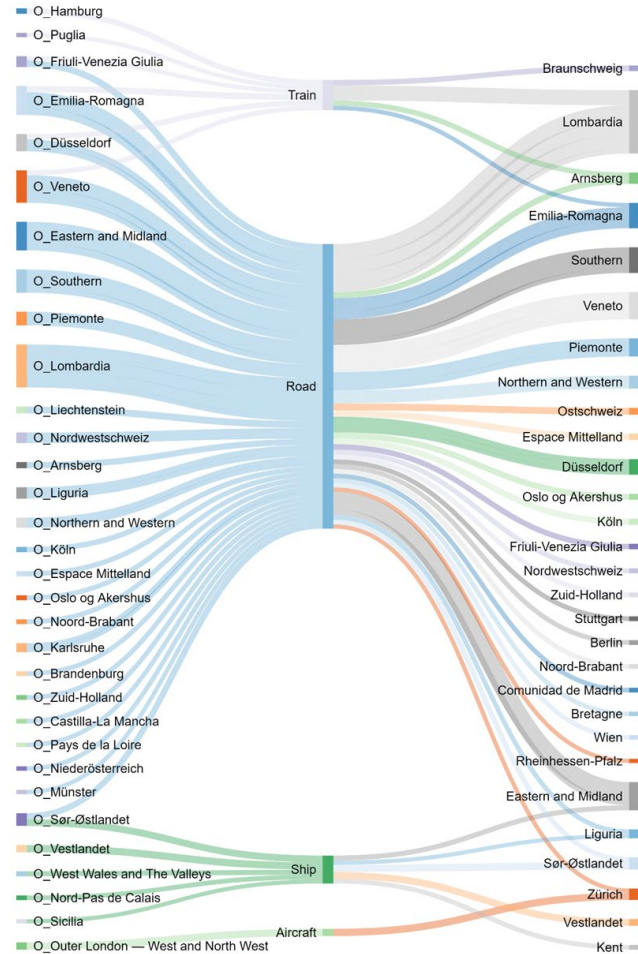 O_Hamburg
O_Puglia
O_Friuli-Venezia Giulia
O_Emilia-Romagna
O_Düsseldorf
O_Veneto
O_Eastern and Midland
O_Southern
O_Piemonte
O_Lombardia
O_Liechtenstein
O_Nordwestschweiz
O_Arnsberg
O_Liguria
O_Northern and Western
O_Köln
O_Espace Mittelland
O_Oslo og Akershus
O_Noord-Brabant
O_Karlsruhe
O_Brandenburg
O_Zuid-Holland
O_Castilla-La Mancha
O_Pays de la Loire
O_Niederösterreich
O_Münster
O_Sør-Østlandet
O_Vestlandet
O_West Wales and The Valleys
O_Nord-Pas de Calais
O_Sicilia
O_Outer London — West and North West
Train
Road
Ship
Aircraft
Braunschweig
Lombardia
Arnsberg
Emilia-Romagna
Southern
Veneto
Piemonte
Northern and Western
Ostschweiz
Espace Mittelland
Düsseldorf
Oslo og Akershus
Köln
Friuli-Venezia Giulia
Nordwestschweiz
Zuid-Holland
Stuttgart
Berlin
Noord-Brabant
Comunidad de Madrid
Bretagne
Wien
Rheinhessen-Pfalz
Eastern and Midland
Liguria
Sør-Østlandet
Zürich
Vestlandet
Kent